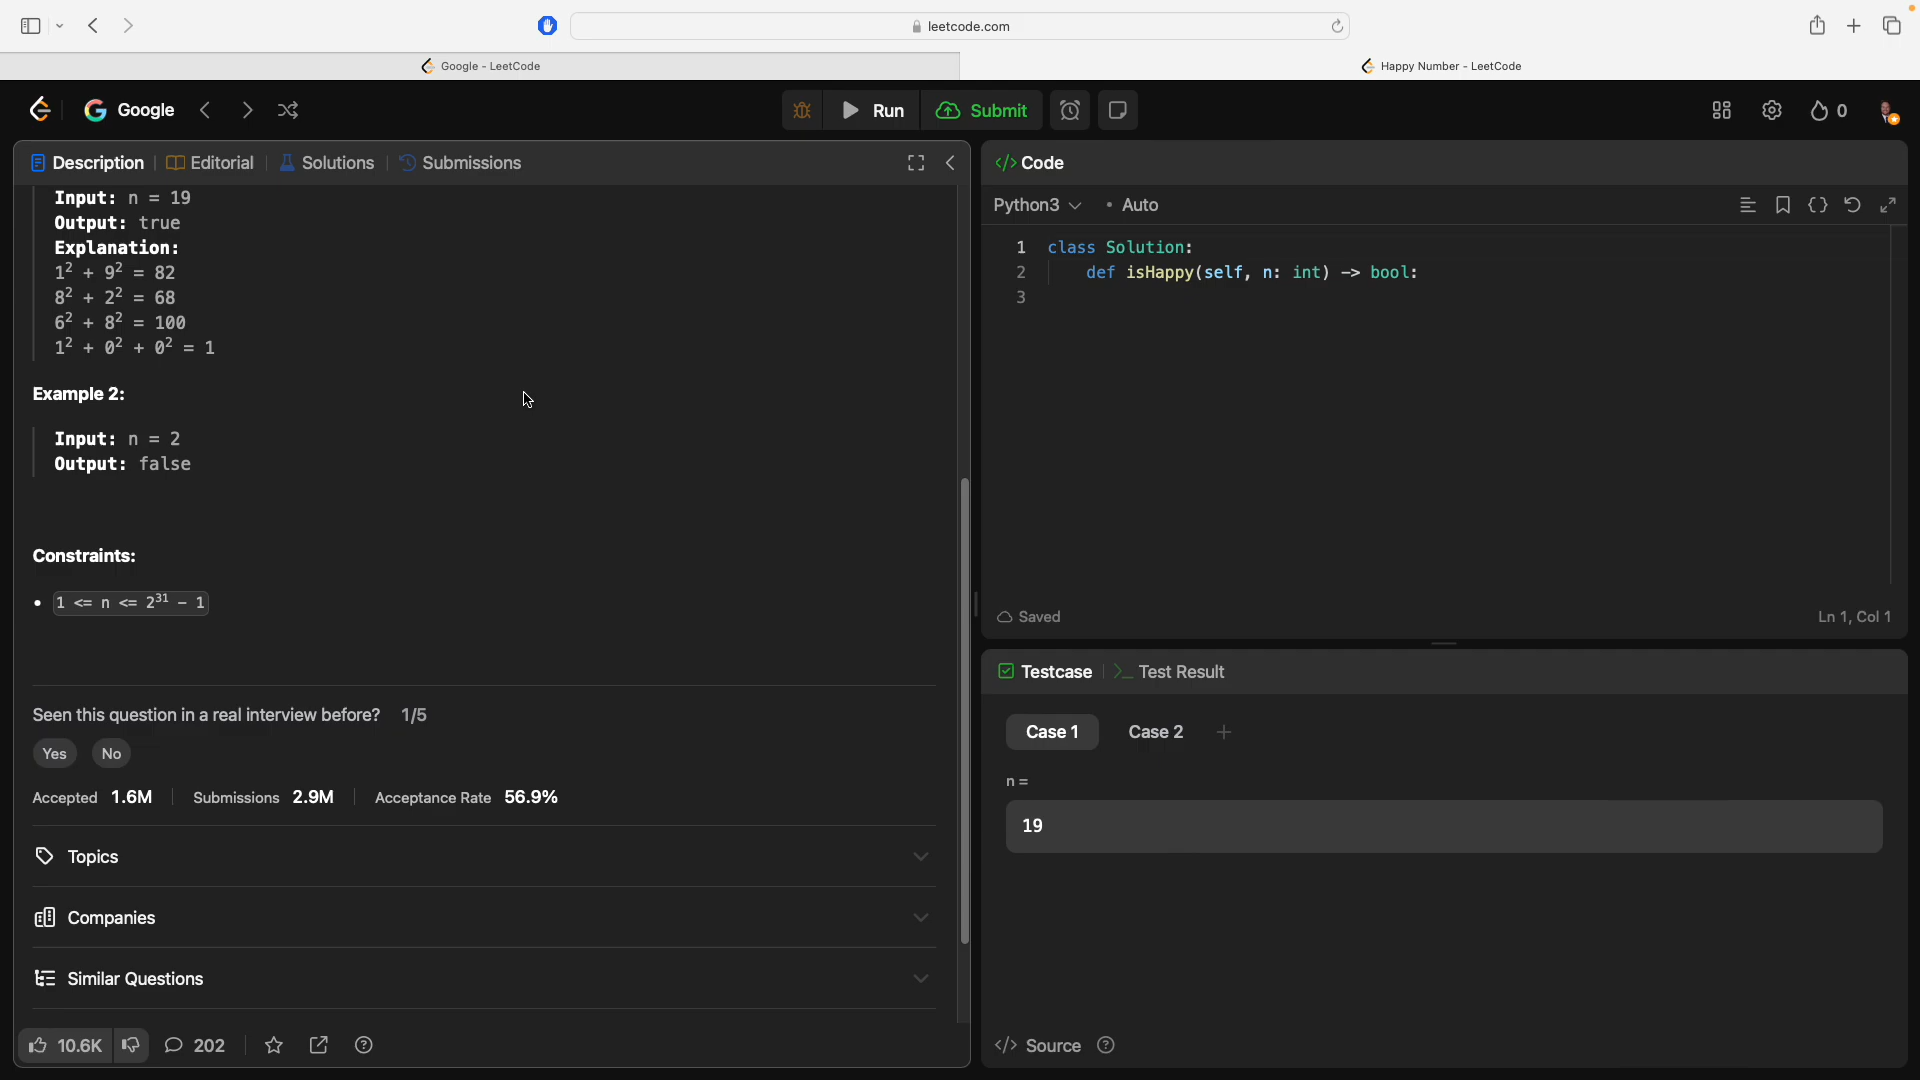 leetcode.com
Google - LeetCode
Happy Number - LeetCode
Google
Run
Submit
0
Description
Editorial
Solutions
Submissions
Input: n = 19
Output: true
Explanation:
1² + 9² = 82
8² + 2² = 68
6² + 8² = 100
1² + 0² + 0² = 1
Example 2:
Input: n = 2
Output: false
Constraints:
• 1 <= n <= 2³¹ - 1
Seen this question in a real interview before? 1/5
Yes No
Accepted 1.6M Submissions 2.9M Acceptance Rate 56.9%
Topics
Companies
Similar Questions
10.6K 202
</> Code
Python3 • Auto
1 class Solution:
2 def isHappy(self, n: int) -> bool:
3
Saved
Ln 1, Col 1
Testcase
>_ Test Result
Case 1 Case 2 +
n =
19
</> Source